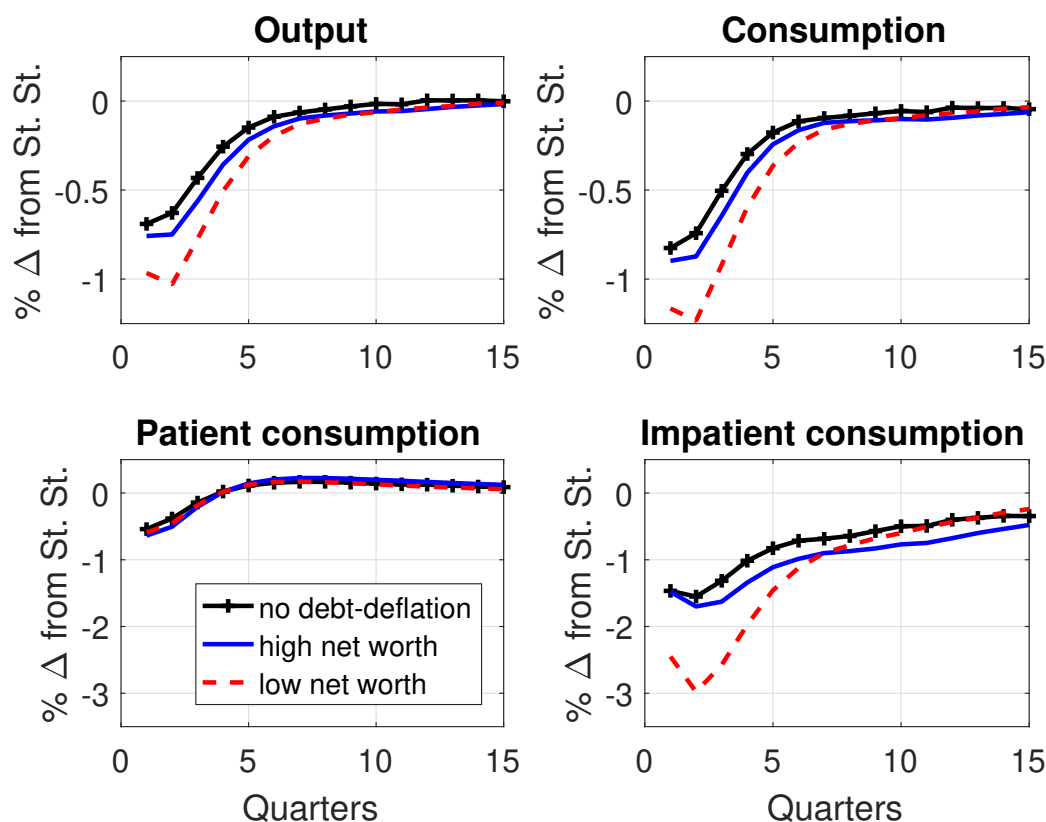 Output
% Δ from St. St.
0
-0.5
-1
0
5
10
15
Consumption
% Δ from St. St.
0
-0.5
-1
0
5
10
15
Patient consumption
% Δ from St. St.
0
-1
-2
-3
no debt-deflation
high net worth
low net worth
0
5
10
15
Quarters
Impatient consumption
% Δ from St. St.
0
-1
-2
-3
0
5
10
15
Quarters